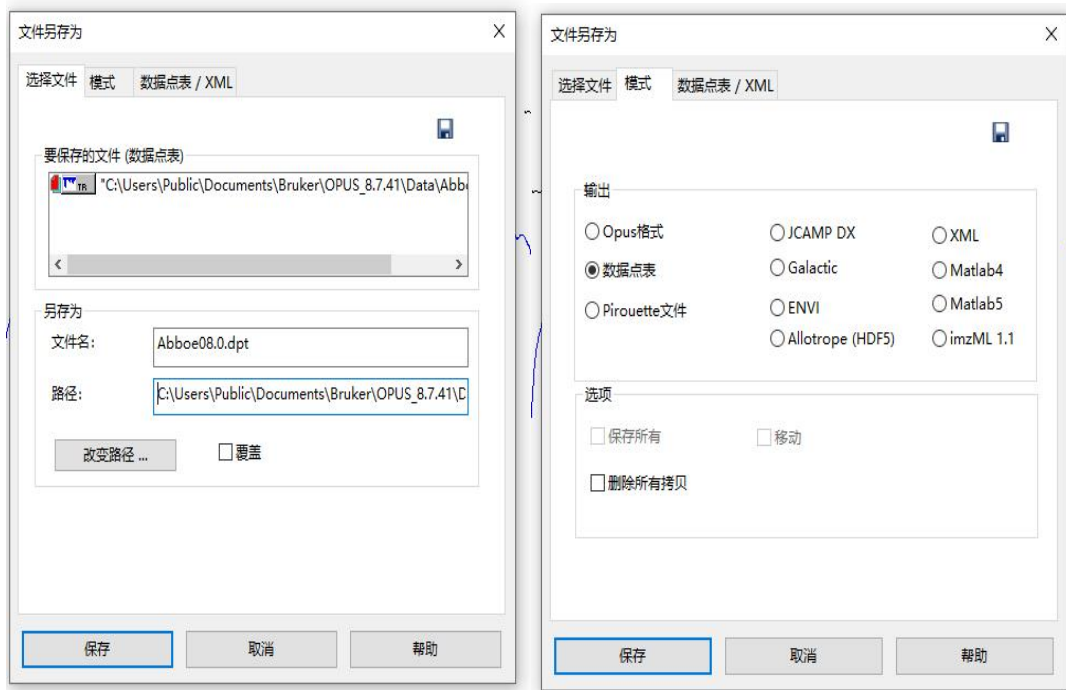 文件另存为
选择文件 模式 数据点表 / XML
要保存的文件 (数据点表)
TR "C:\Users\Public\Documents\Bruker\OPUS_8.7.41\Data\Abbo
另存为
文件名: Abboe08.0.dpt
路径: C:\Users\Public\Documents\Bruker\OPUS_8.7.41\D
改变路径 ... 覆盖
保存 取消 帮助
文件另存为
选择文件 模式 数据点表 / XML
输出
Opus格式 JCAMP DX XML
数据点表 Galactic Matlab4
Pirouette文件 ENVI Matlab5
Allotrope (HDF5) imzML 1.1
选项
保存所有 移动
删除所有拷贝
保存 取消 帮助